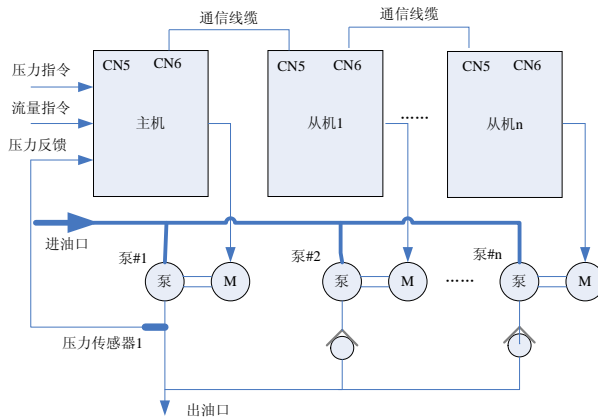 通信线缆
通信线缆
CN5
CN6
CN5
CN6
CN5
CN6
压力指令
流量指令
压力反馈
主机
从机1
······
从机n
进油口
泵#1
泵#2
泵#n
泵
M
泵
M
······
泵
M
压力传感器1
出油口